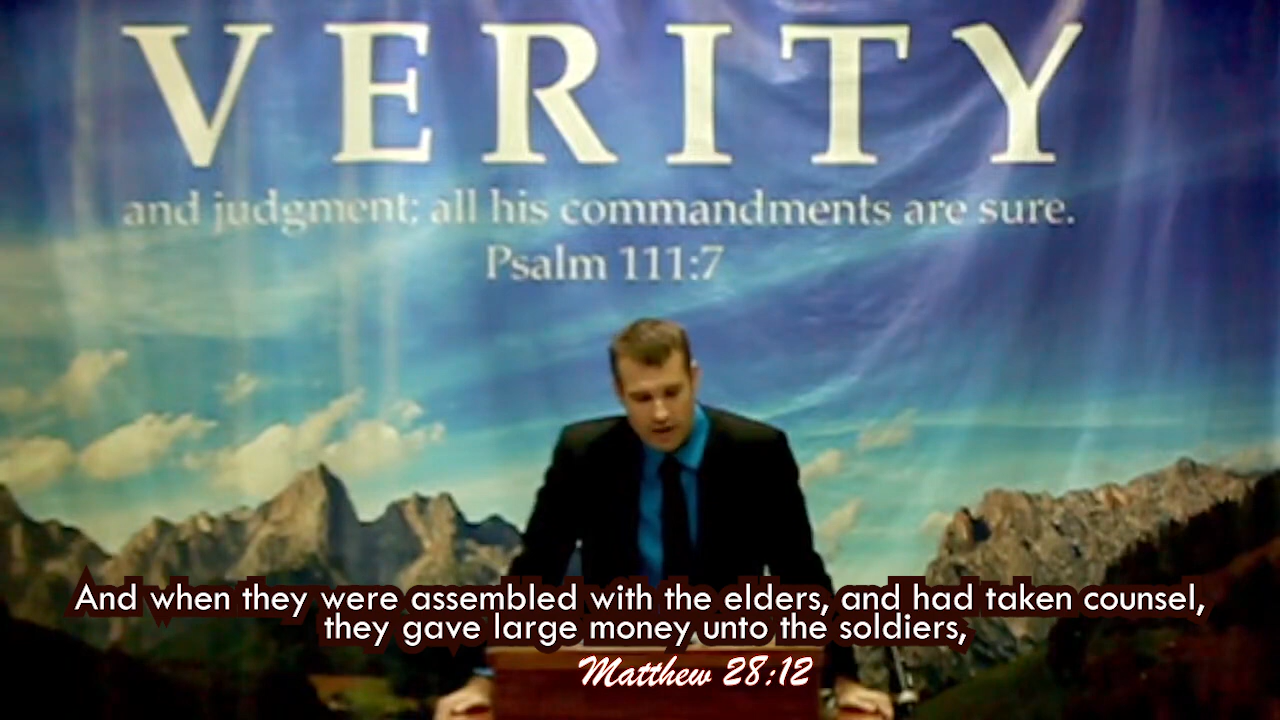 VERITY
and judgment; all his commandments are sure.
Psalm 111:7
And when they were assembled with the elders, and had taken counsel,
they gave large money unto the soldiers,
Matthew 28:12